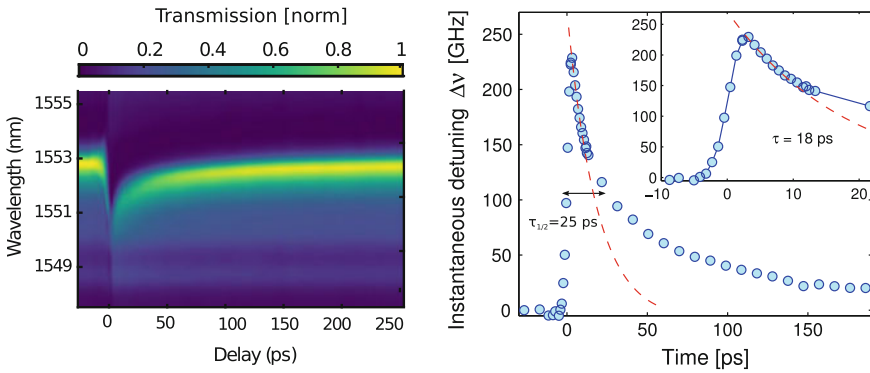 Transmission [norm]
0 0.2 0.4 0.6 0.8 1
1555
1553
1551
1549
Wavelength (nm)
0 50 100 150 200 250
Delay (ps)
250
200
150
100
50
0
Instantaneous detuning Δν [GHz]
τ1/2=25 ps
0 50 100 150
Time [ps]
250
200
150
100
50
0
τ = 18 ps
−10 0 10 20